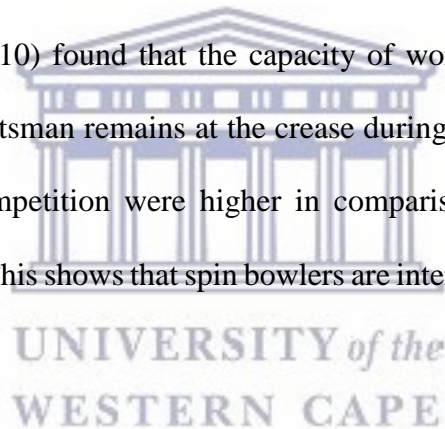 10) found that the capacity of wo
tsman remains at the crease during
mpetition were higher in comparis
This shows that spin bowlers are inte
UNIVERSITY of the
WESTERN CAPE